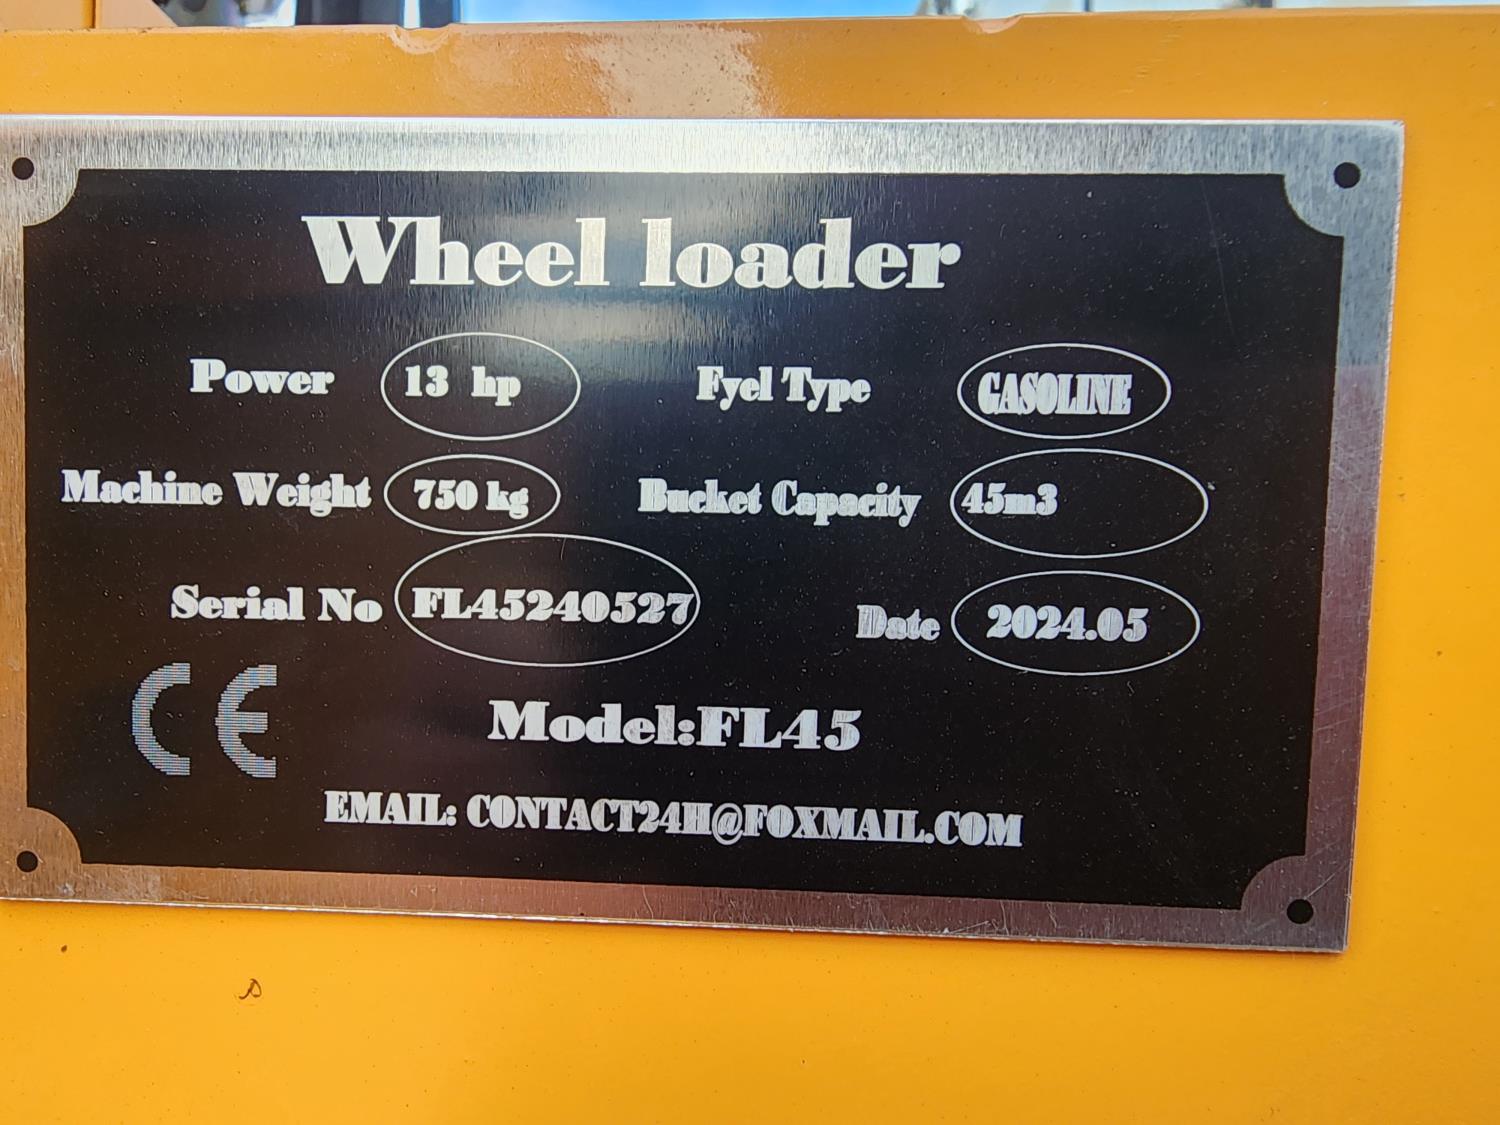 Wheel loader
Power 13 hp Fyel Type GASOLINE
Machine Weight 750 kg Bucket Capacity 45m3
Serial No FL45240527 Date 2024.05
CE
Model:FL45
EMAIL: CONTACT24H@FOXMAIL.COM